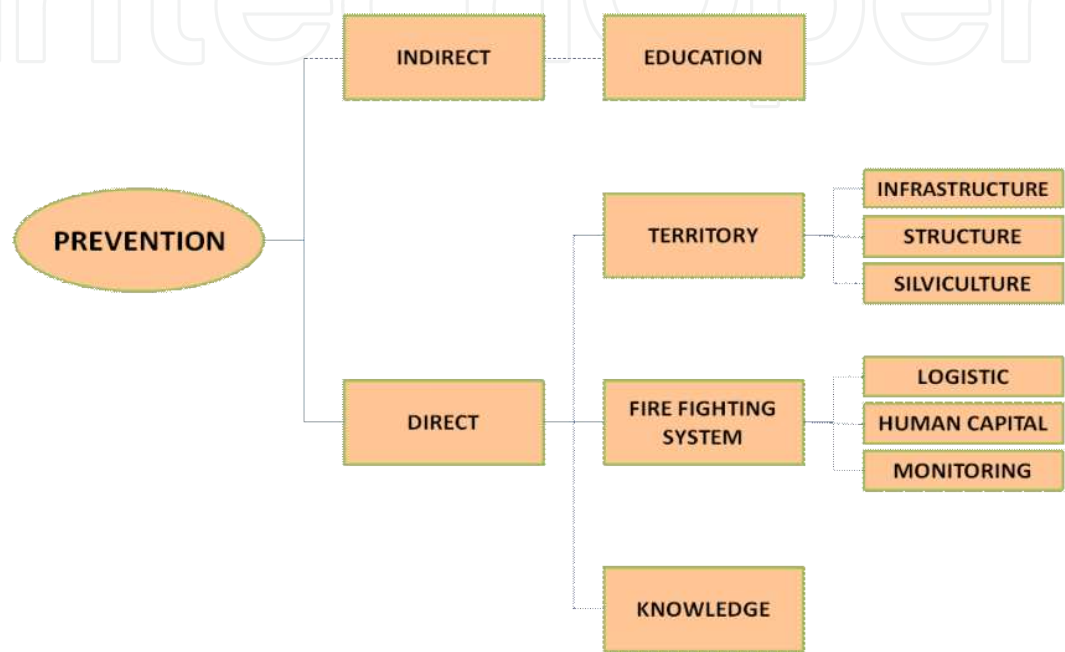 INDIRECT
EDUCATION
PREVENTION
TERRITORY
INFRASTRUCTURE
STRUCTURE
SILVICULTURE
DIRECT
FIRE FIGHTING
SYSTEM
LOGISTIC
HUMAN CAPITAL
MONITORING
KNOWLEDGE